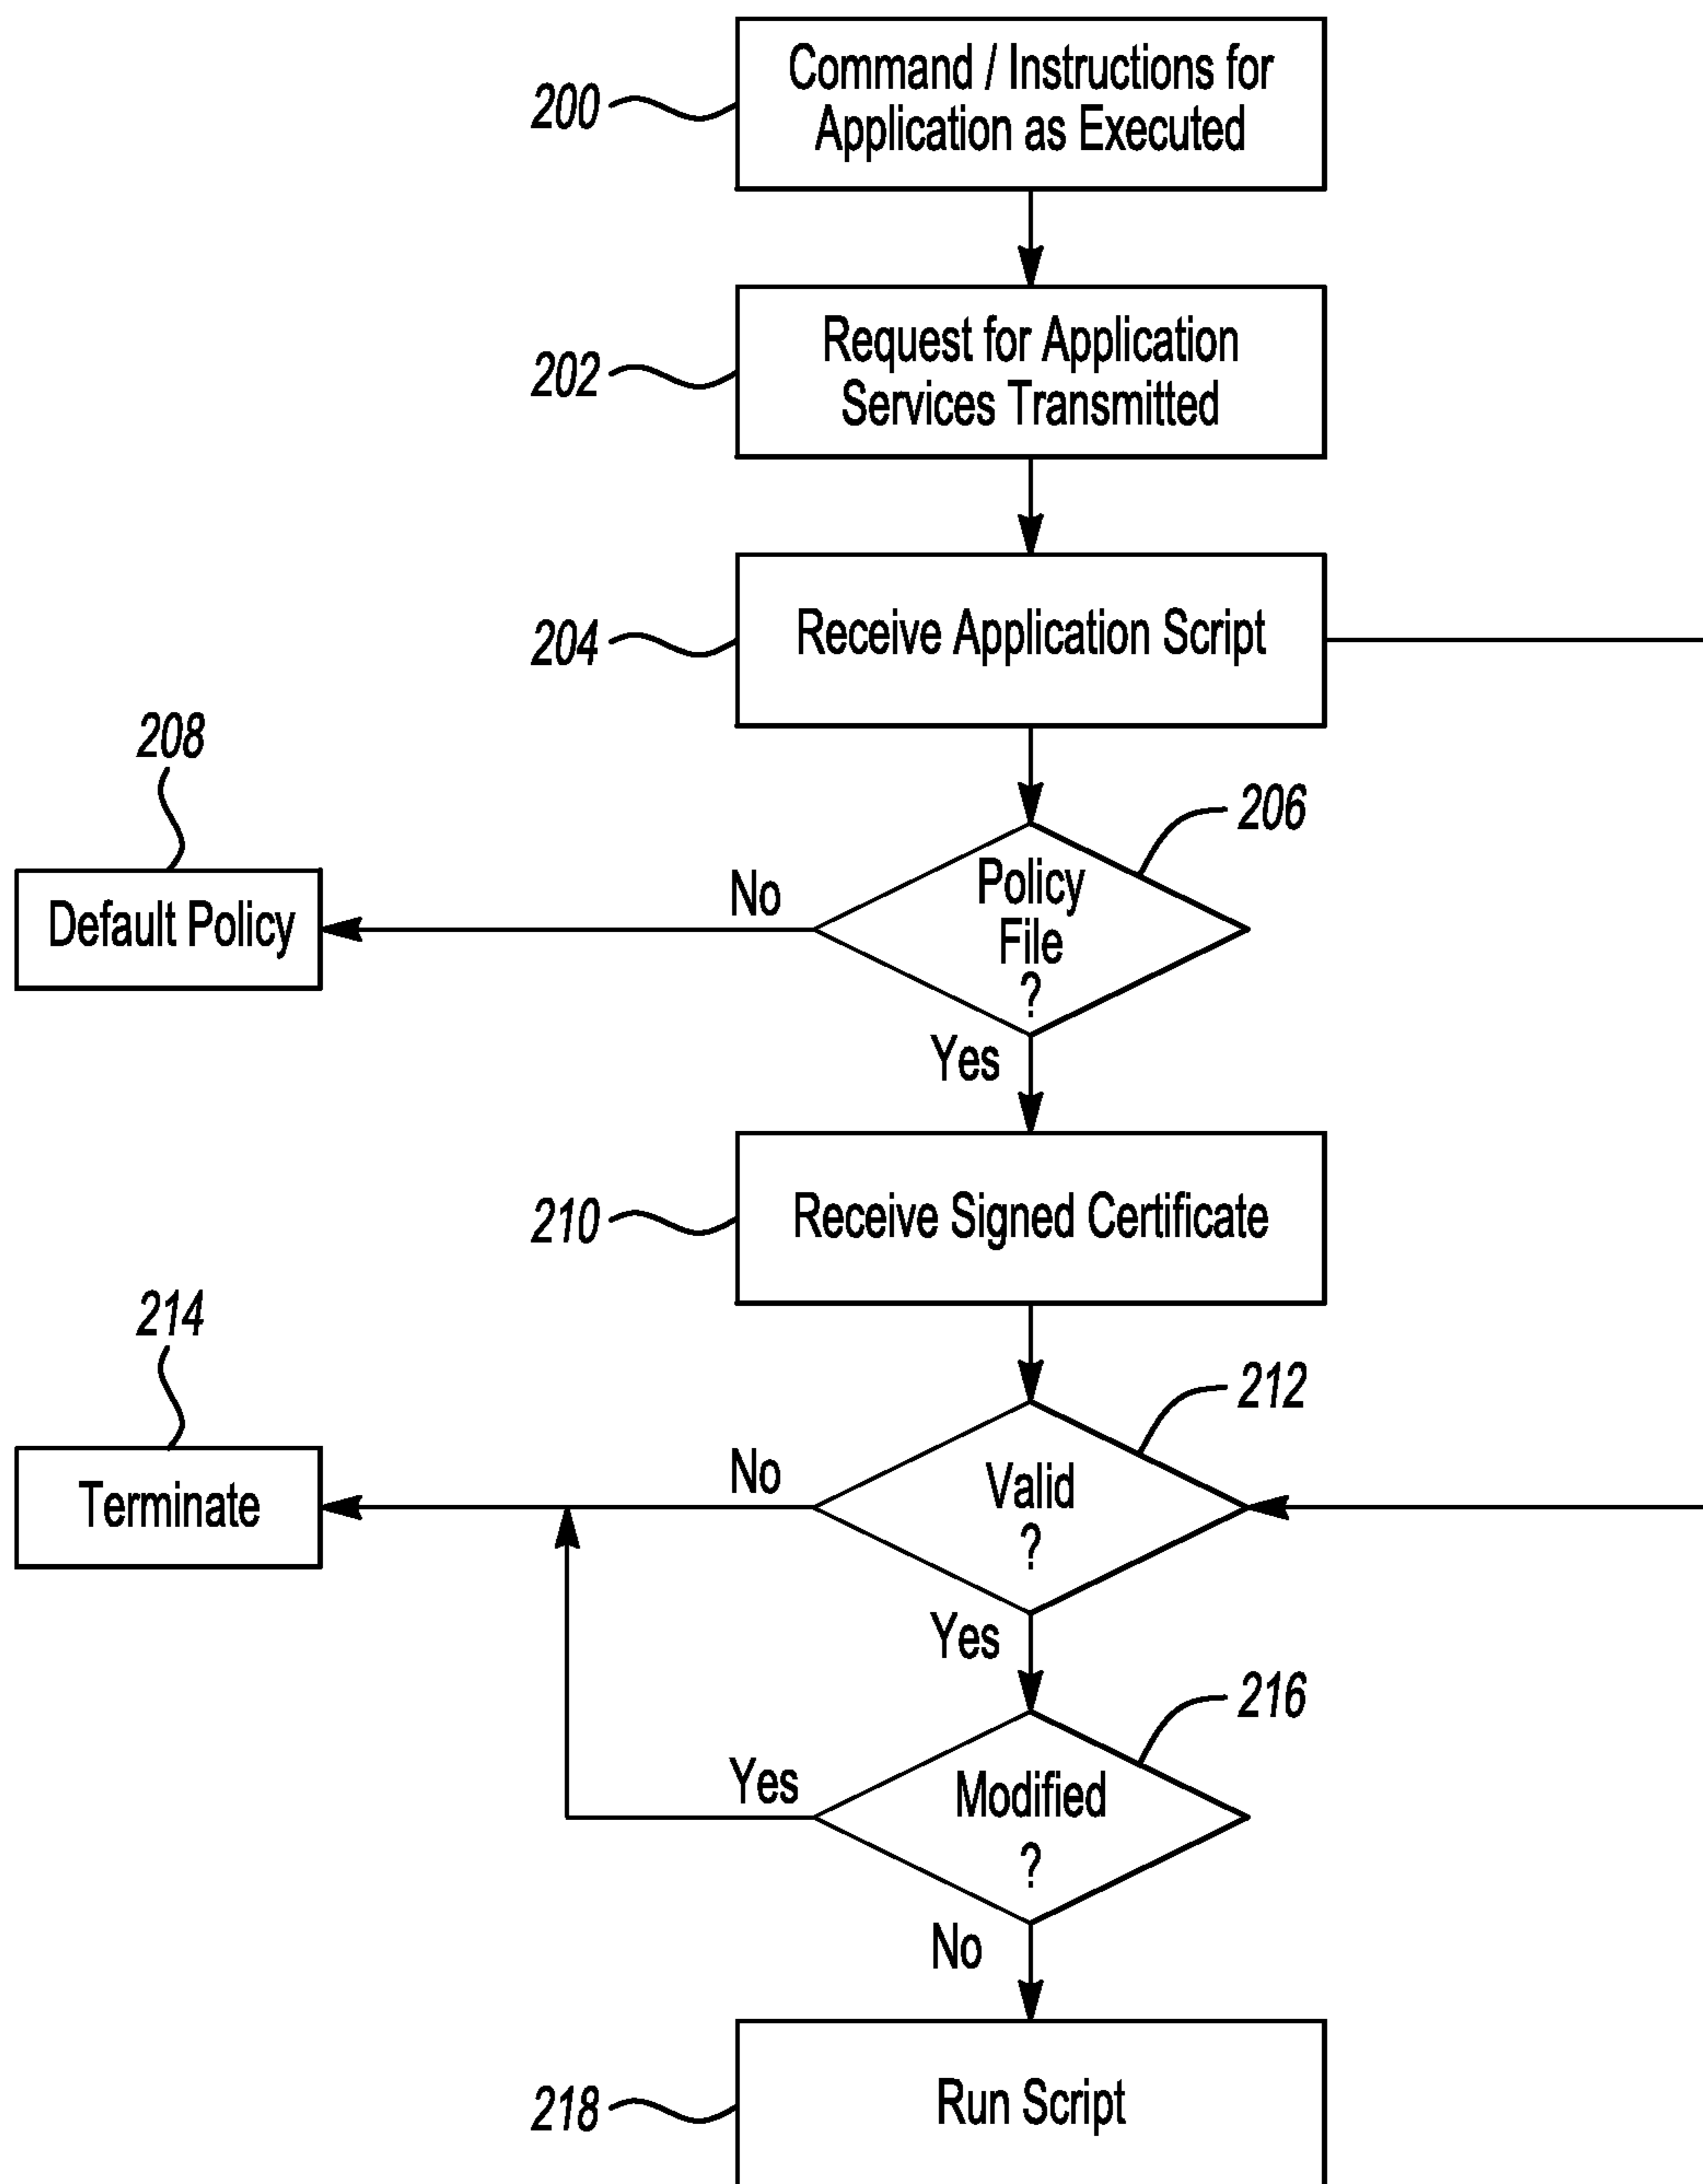 200
Command / Instructions for
Application as Executed
202
Request for Application
Services Transmitted
204
Receive Application Script
208
206
Policy
File
?
No
Default Policy
Yes
210
Receive Signed Certificate
214
212
Valid
?
No
Terminate
Yes
216
Modified
?
Yes
No
218
Run Script